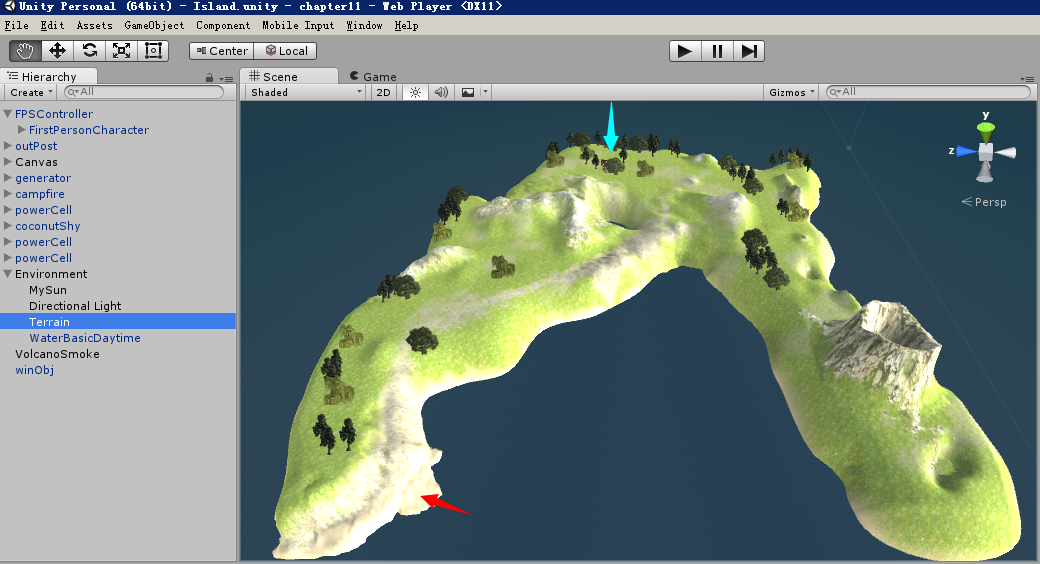 Unity Personal (64bit) - Island.unity - chapter11 - Web Player <DX11>
File Edit Assets GameObject Component Mobile Input Window Help
Center Local
Hierarchy
Create All
FPSController
FirstPersonCharacter
outPost
Canvas
generator
campfire
powerCell
coconutShy
powerCell
powerCell
Environment
MySun
Directional Light
Terrain
WaterBasicDaytime
VolcanoSmoke
winObj
Scene Game
Shaded 2D Gizmos All
y
z
Persp